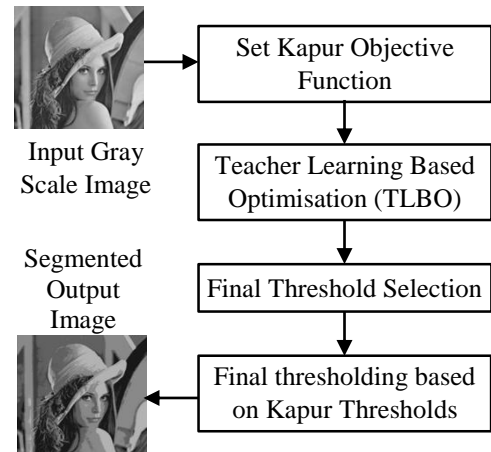 Set Kapur Objective
Function
Input Gray
Scale Image
Teacher Learning Based
Optimisation (TLBO)
Final Threshold Selection
Final thresholding based
on Kapur Thresholds
Segmented
Output
Image